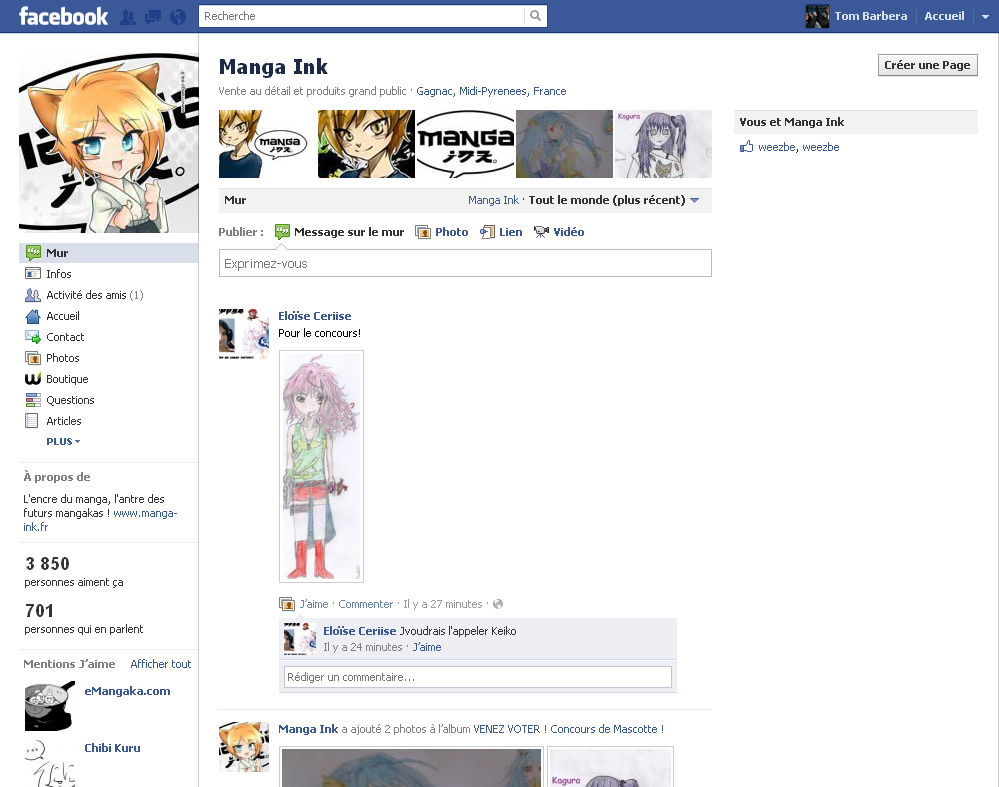 facebook
Recherche
Tom Barbera
Accueil
Manga Ink
Créer une Page
Vente au détail et produits grand public · Gagnac, Midi-Pyrenees, France
MANGA
MANGA
Kagura
Vous et Manga Ink
weezbe, weezbe
Mur
Manga Ink · Tout le monde (plus récent)
Publier :
Message sur le mur
Photo
Lien
Vidéo
Exprimez-vous
Mur
Infos
Activité des amis (1)
Accueil
Contact
Photos
Boutique
Questions
Articles
PLUS
À propos de
L'encre du manga, l'antre des
futurs mangakas ! www.manga-
ink.fr
3 850
personnes aiment ça
701
personnes qui en parlent
Mentions J’aime
Afficher tout
eMangaka.com
Chibi Kuru
Eloïse Ceriise
Pour le concours!
J’aime · Commenter · Il y a 27 minutes ·
Eloïse Ceriise Jvoudrais l'appeler Keiko
Il y a 24 minutes · J’aime
Rédiger un commentaire...
Manga Ink a ajouté 2 photos à l’album VENEZ VOTER ! Concours de Mascotte !
Kagura